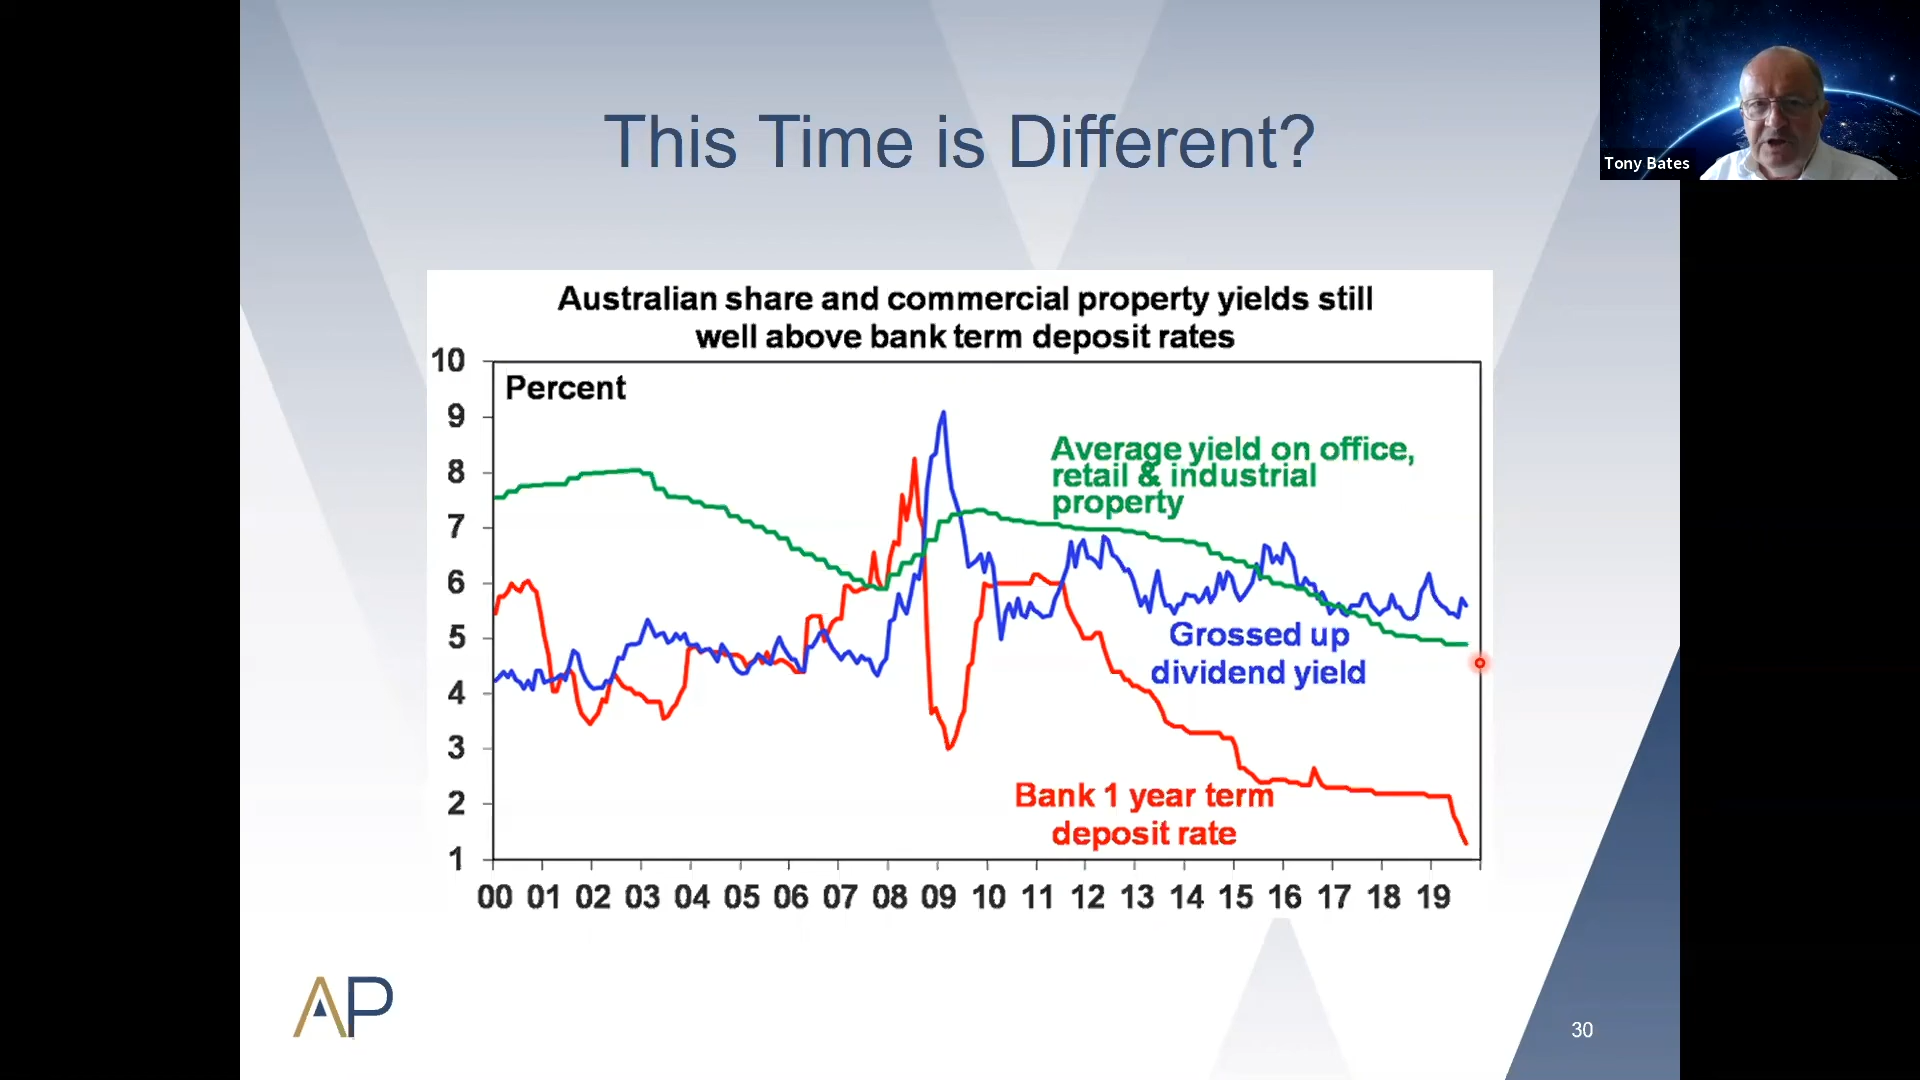 This Time is Different?
Tony Bates
Australian share and commercial property yields still
well above bank term deposit rates
Percent
10
9
8
7
6
5
4
3
2
1
Average yield on office,
retail & industrial
property
Grossed up
dividend yield
Bank 1 year term
deposit rate
00 01 02 03 04 05 06 07 08 09 10 11 12 13 14 15 16 17 18 19
AP
30